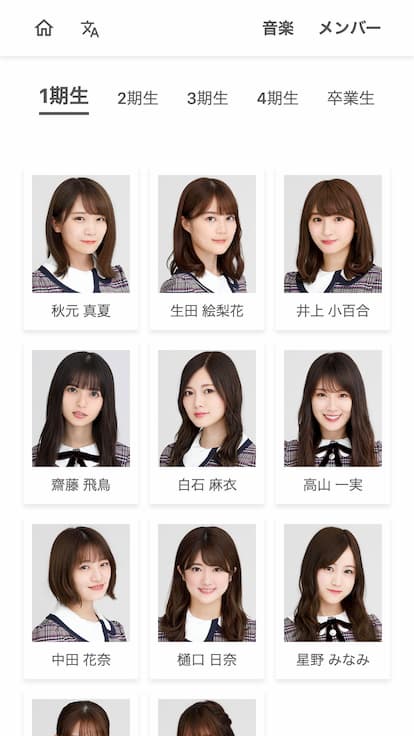 音楽 メンバー
1期生 2期生 3期生 4期生 卒業生
秋元 真夏 生田 絵梨花 井上 小百合
齋藤 飛鳥 白石 麻衣 高山 一実
中田 花奈 樋口 日奈 星野 みなみ